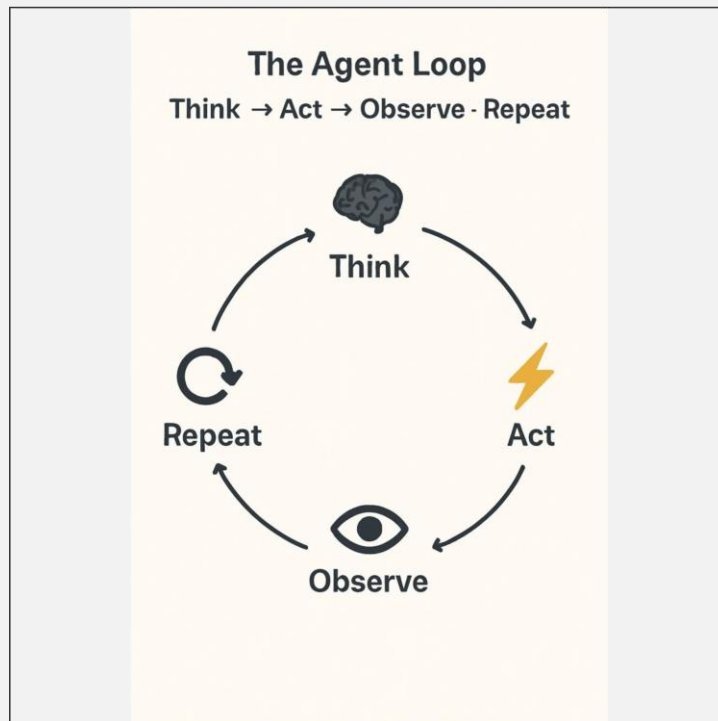 The Agent Loop
Think → Act → Observe · Repeat
Think
Act
Repeat
Observe